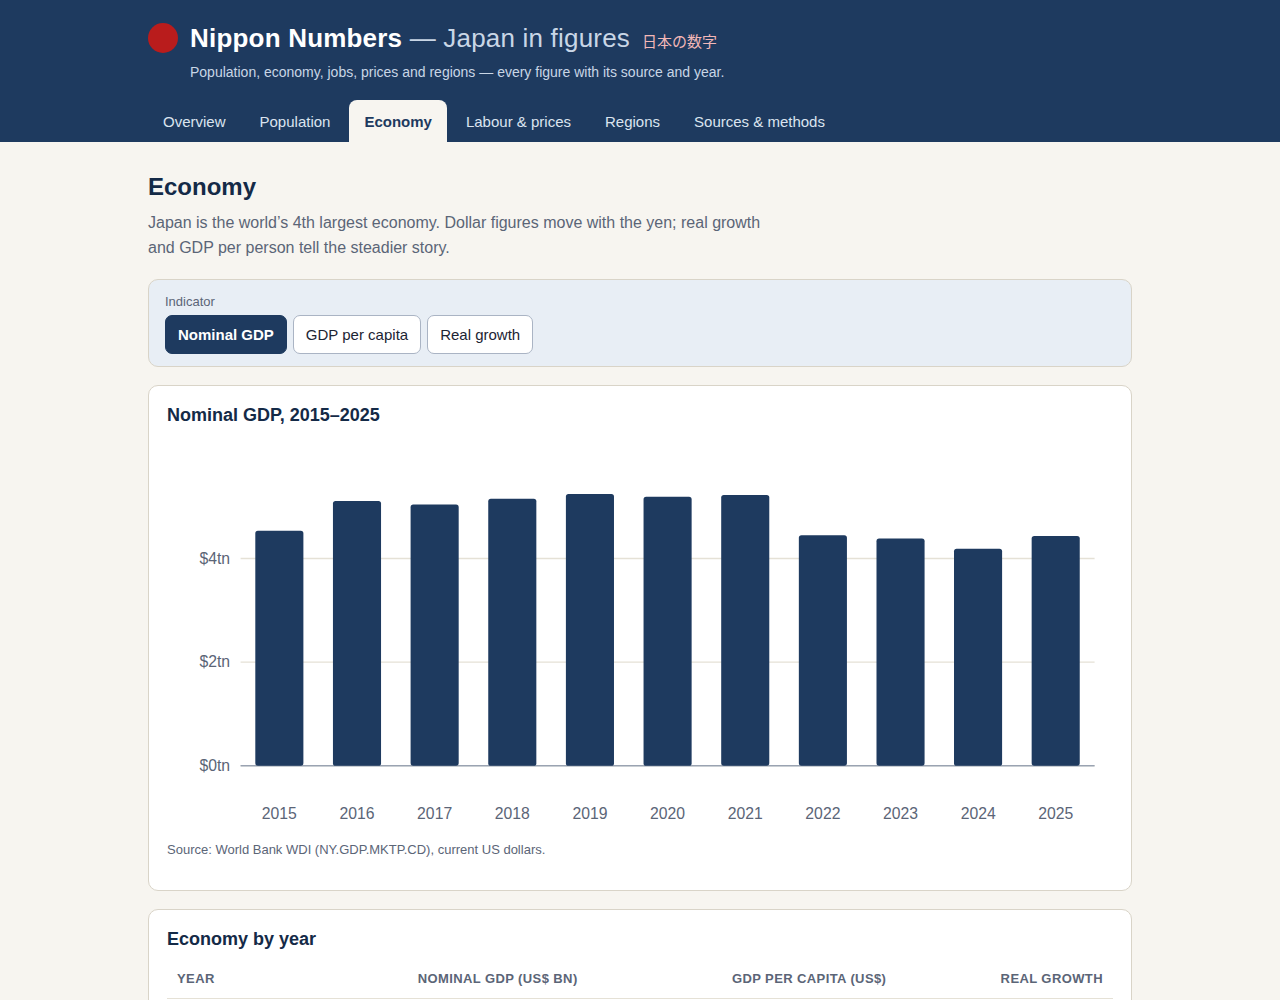 Nippon Numbers — Japan in figures 日本の数字
Population, economy, jobs, prices and regions — every figure with its source and year.
Overview Population Economy Labour & prices Regions Sources & methods
Economy
Japan is the world’s 4th largest economy. Dollar figures move with the yen; real growth
and GDP per person tell the steadier story.
Indicator
Nominal GDP GDP per capita Real growth
Nominal GDP, 2015–2025
$4tn
$2tn
$0tn
2015 2016 2017 2018 2019 2020 2021 2022 2023 2024 2025
Source: World Bank WDI (NY.GDP.MKTP.CD), current US dollars.
Economy by year
YEAR NOMINAL GDP (US$ BN) GDP PER CAPITA (US$) REAL GROWTH